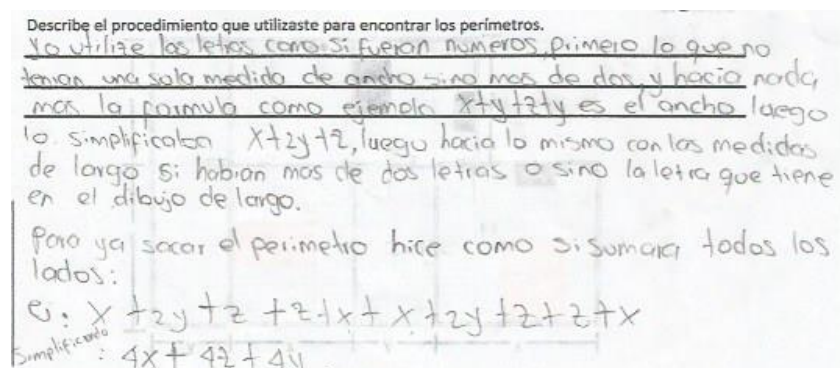 Describe el procedimiento que utilizaste para encontrar los perímetros.
Yo utilize las letras como si fueran numeros, primero lo que no
tenian una sola medida de ancho sino mas de dos, y hacia nada
mas la formula como ejemplo x+y+z+y es el ancho luego
lo simplificaba x+2y+z, luego hacia lo mismo con las medidas
de largo si habian mas de dos letras o sino la letra que tiene
en el dibujo de largo.
Para ya sacar el perimetro hice como si sumara todos los
lados:
e: x+2y+z+z+x+x+2y+z+z+x
Simplificado: 4x+4z+4y